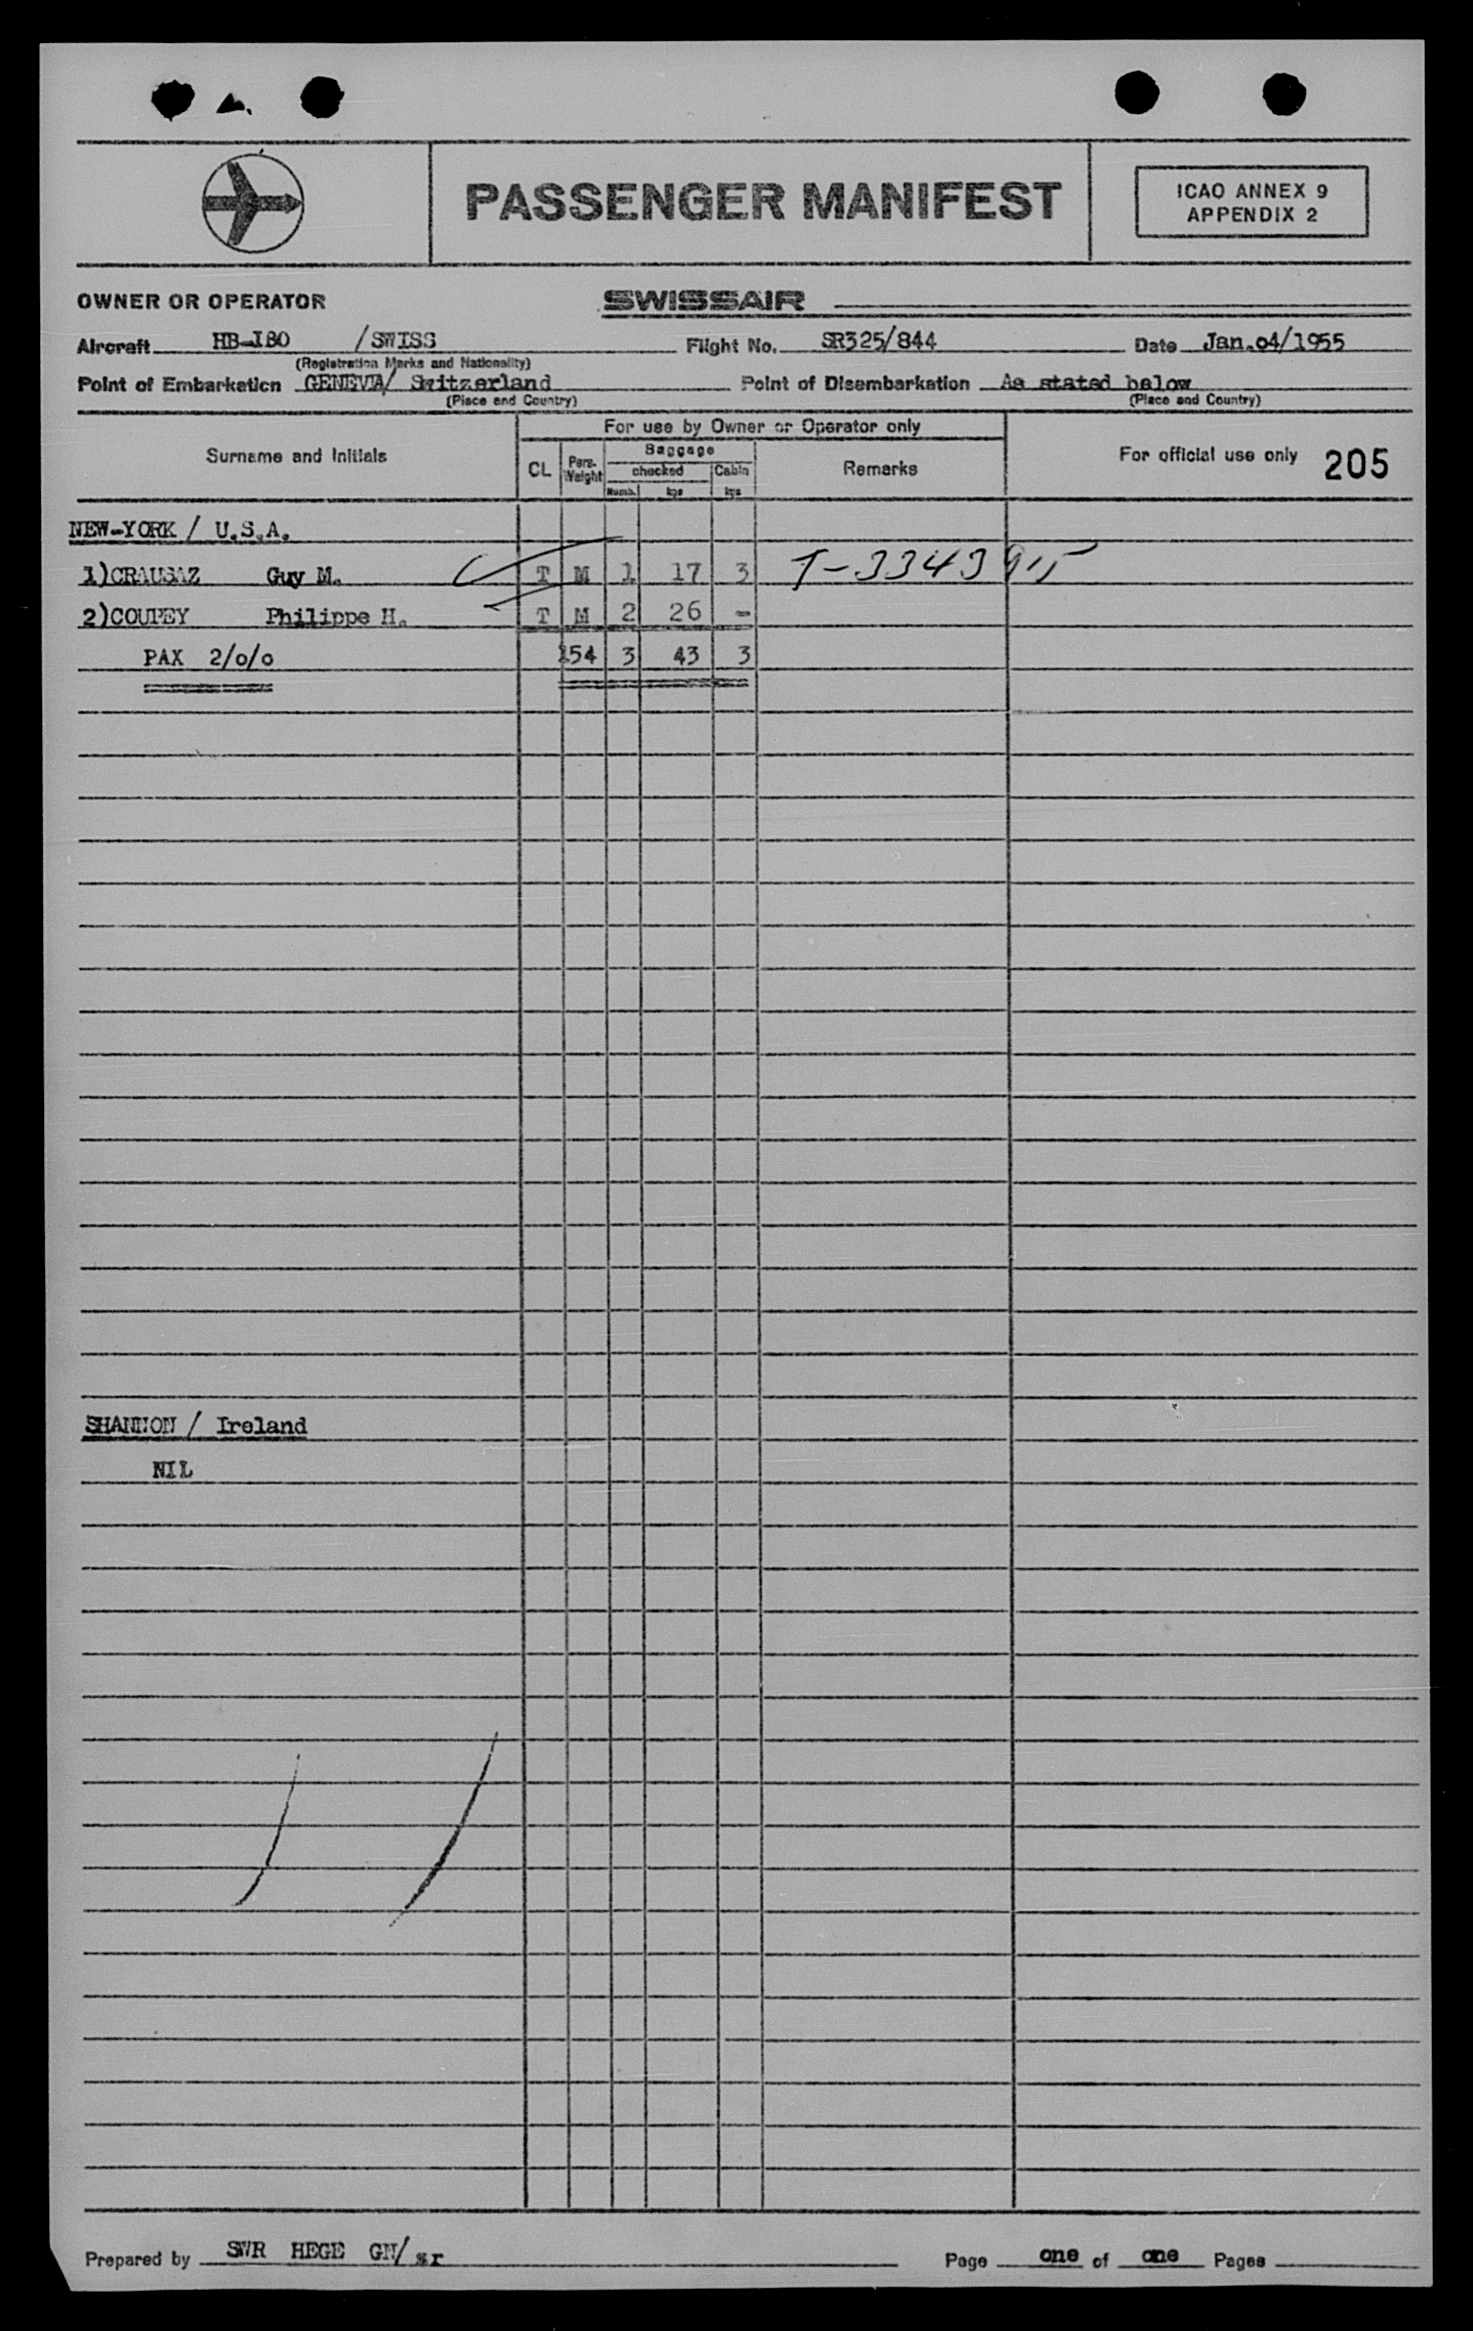 PASSENGER MANIFEST
ICAO ANNEX 9
APPENDIX 2
OWNER OR OPERATOR SWISSAIR
Aircraft HB-IBO /SWISS Flight No. SR325/844 Date Jan.o4/1955
(Registration Marks and Nationality)
Point of Embarkation GENEVA/ Switzerland Point of Disembarkation As stated below
(Place and Country) (Place and Country)
For use by Owner or Operator only
Surname and Initials CL Pers. Weight Baggage Remarks For official use only 205
checked Cabin
Numb. kgs kgs
NEW-YORK / U.S.A.
1)CRAUSAZ Guy M. T M 1 17 3 T-33439
2)COUPEY Philippe H. T M 2 26 -
PAX 2/o/o 154 3 43 3
SHANNON / Ireland
NIL
Prepared by SWR HEGE GN/sr Page one of one Pages